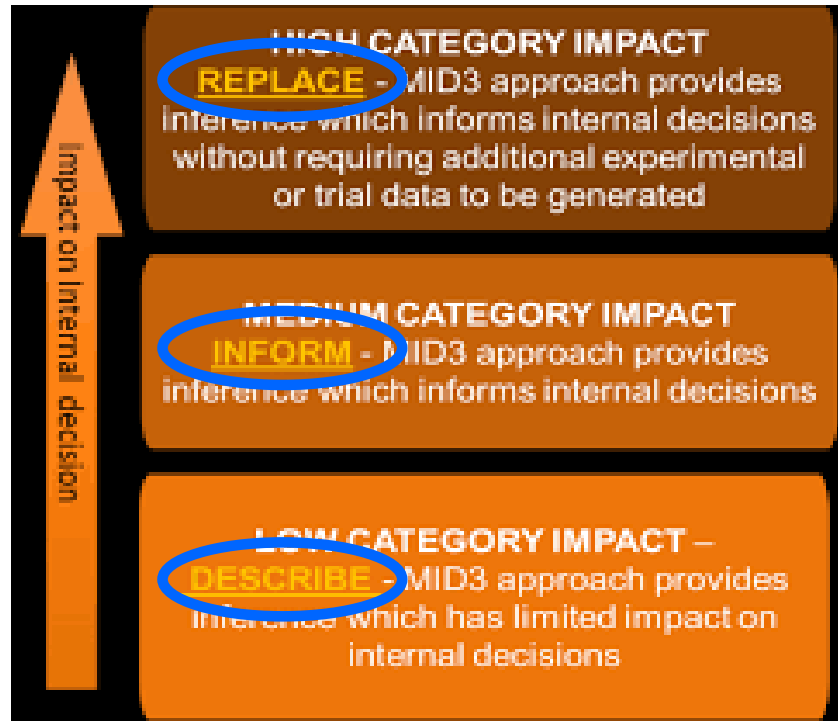 Impact on Internal decision
HIGH CATEGORY IMPACT
REPLACE - MID3 approach provides
inference which informs internal decisions
without requiring additional experimental
or trial data to be generated
MEDIUM CATEGORY IMPACT
INFORM - MID3 approach provides
inference which informs internal decisions
LOW CATEGORY IMPACT –
DESCRIBE - MID3 approach provides
inference which has limited impact on
internal decisions